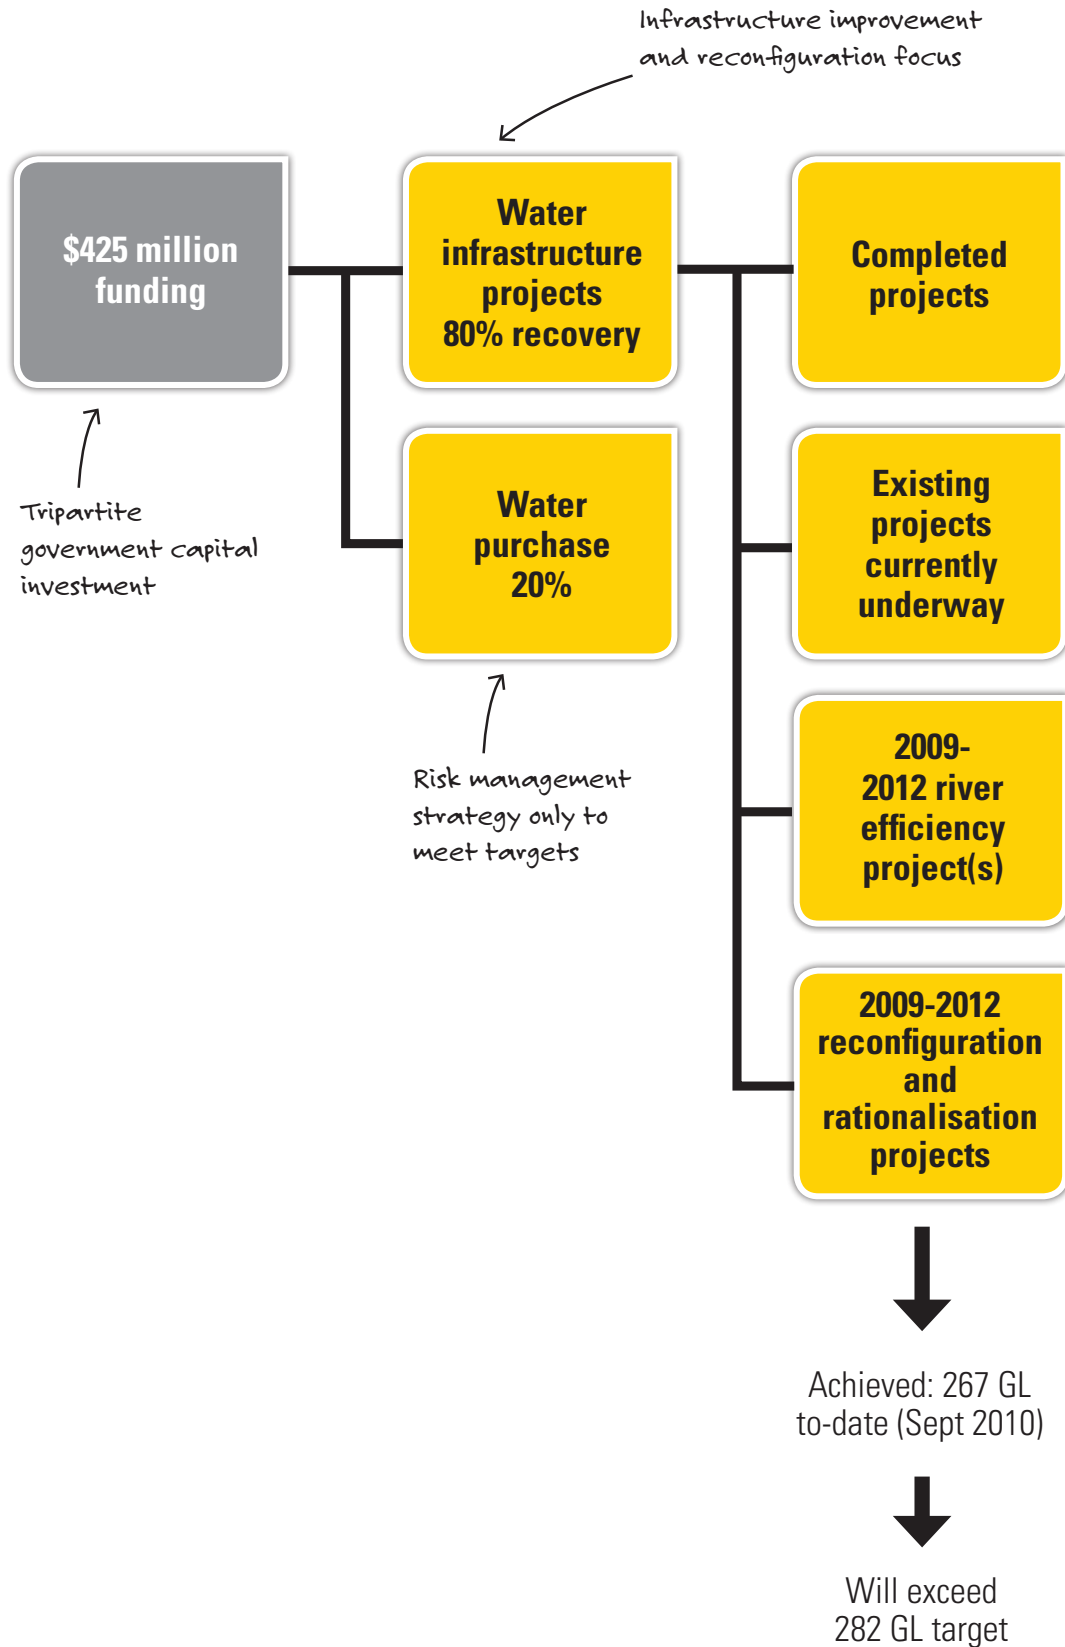 Infrastructure improvement
and reconfiguration focus
$425 million
funding
Water
infrastructure
projects
80% recovery
Completed
projects
Tripartite
government capital
investment
Water
purchase
20%
Existing
projects
currently
underway
Risk management
strategy only to
meet targets
2009-
2012 river
efficiency
project(s)
2009-2012
reconfiguration
and
rationalisation
projects
Achieved: 267 GL
to-date (Sept 2010)
Will exceed
282 GL target